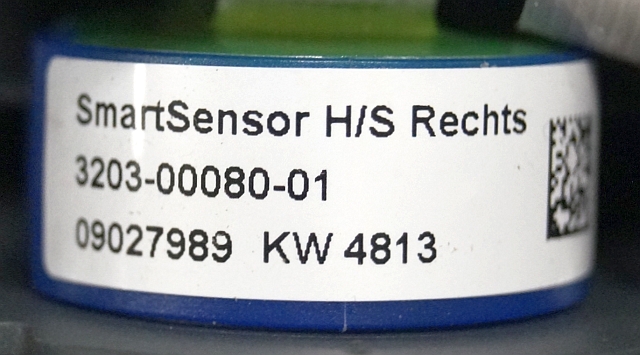 SmartSensor H/S Rechts
3203-00080-01
09027989 KW 4813